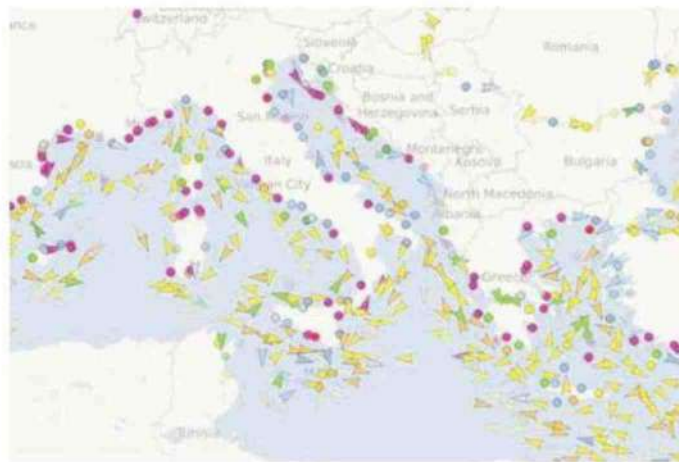 Switzerland
Slovenia
Romania
Croatia
Bosnia and
Herzegovina
Serbia
San Marino
Montenegro
Italy
Kosovo
Bulgaria
Vatican City
North Macedonia
Albania
Greece
Tunisia